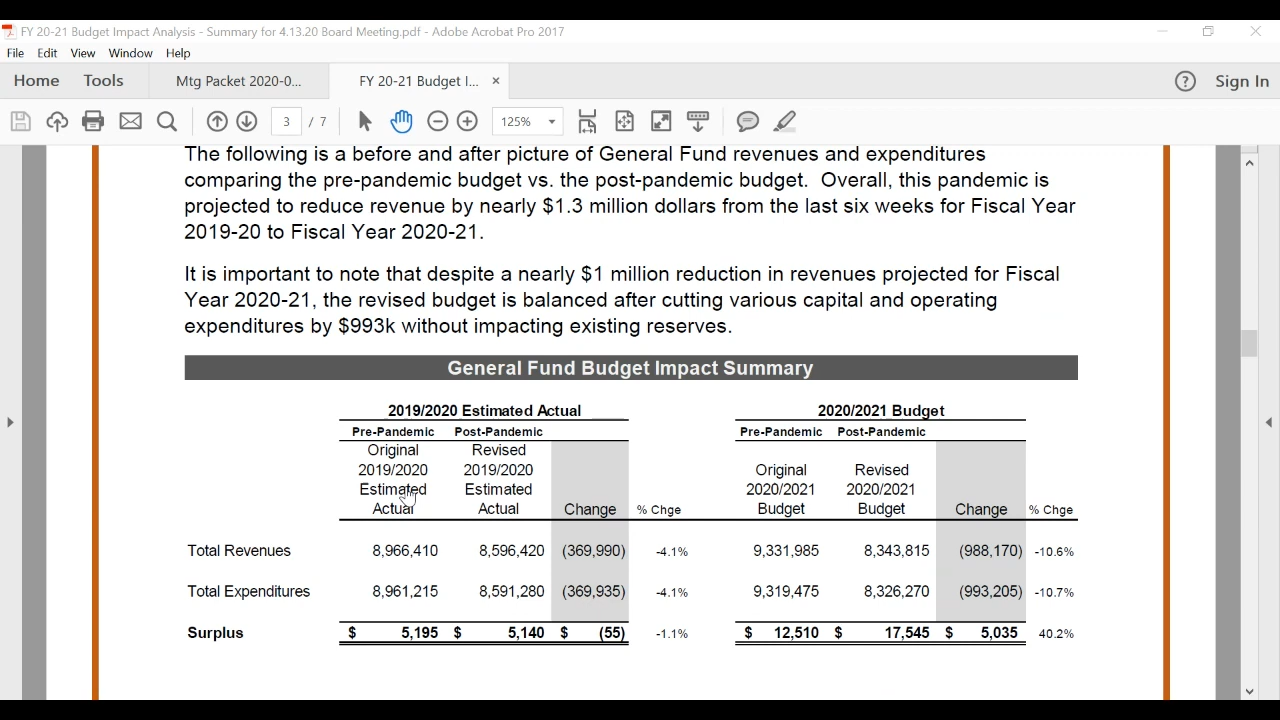 FY 20-21 Budget Impact Analysis - Summary for 4.13.20 Board Meeting.pdf - Adobe Acrobat Pro 2017
File Edit View Window Help
Home Tools Mtg Packet 2020-0... FY 20-21 Budget I... × ? Sign In
3 / 7 125%
The following is a before and after picture of General Fund revenues and expenditures
comparing the pre-pandemic budget vs. the post-pandemic budget. Overall, this pandemic is
projected to reduce revenue by nearly $1.3 million dollars from the last six weeks for Fiscal Year
2019-20 to Fiscal Year 2020-21.
It is important to note that despite a nearly $1 million reduction in revenues projected for Fiscal
Year 2020-21, the revised budget is balanced after cutting various capital and operating
expenditures by $993k without impacting existing reserves.
General Fund Budget Impact Summary
2019/2020 Estimated Actual 2020/2021 Budget
Pre-Pandemic Post-Pandemic Pre-Pandemic Post-Pandemic
Original Revised
2019/2020 2019/2020 Original Revised
Estimated Estimated 2020/2021 2020/2021
Actual Actual Change % Chge Budget Budget Change % Chge
Total Revenues 8,966,410 8,596,420 (369,990) -4.1% 9,331,985 8,343,815 (988,170) -10.6%
Total Expenditures 8,961,215 8,591,280 (369,935) -4.1% 9,319,475 8,326,270 (993,205) -10.7%
Surplus $ 5,195 $ 5,140 $ (55) -1.1% $ 12,510 $ 17,545 $ 5,035 40.2%